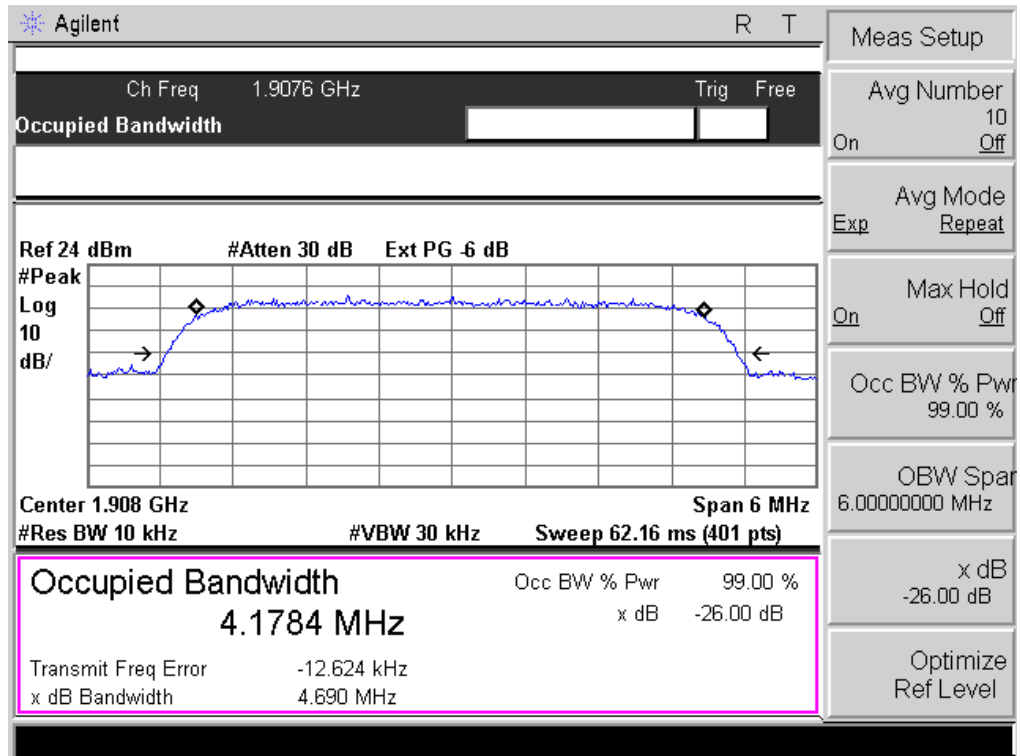 Agilent R T
Ch Freq 1.9076 GHz Trig Free
Occupied Bandwidth
Ref 24 dBm #Atten 30 dB Ext PG -6 dB
#Peak
Log
10
dB/
Center 1.908 GHz Span 6 MHz
#Res BW 10 kHz #VBW 30 kHz Sweep 62.16 ms (401 pts)
Occupied Bandwidth Occ BW % Pwr 99.00 %
4.1784 MHz x dB -26.00 dB
Transmit Freq Error -12.624 kHz
x dB Bandwidth 4.690 MHz
Meas Setup
Avg Number
10
On Off
Avg Mode
Exp Repeat
Max Hold
On Off
Occ BW % Pwr
99.00 %
OBW Span
6.00000000 MHz
x dB
-26.00 dB
Optimize
Ref Level